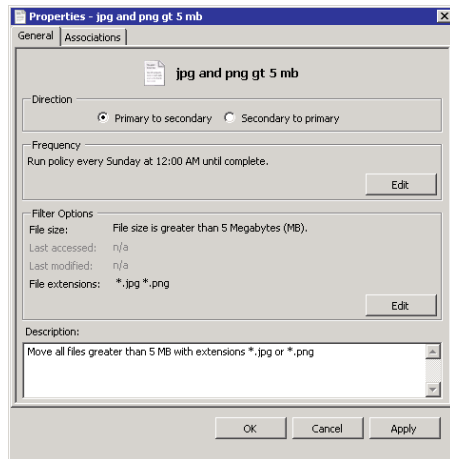 Properties - jpg and png gt 5 mb
General Associations
jpg and png gt 5 mb
Direction
Primary to secondary Secondary to primary
Frequency
Run policy every Sunday at 12:00 AM until complete.
Edit
Filter Options
File size: File size is greater than 5 Megabytes (MB).
Last accessed: n/a
Last modified: n/a
File extensions: *.jpg *.png
Edit
Description:
Move all files greater than 5 MB with extensions *.jpg or *.png
OK Cancel Apply